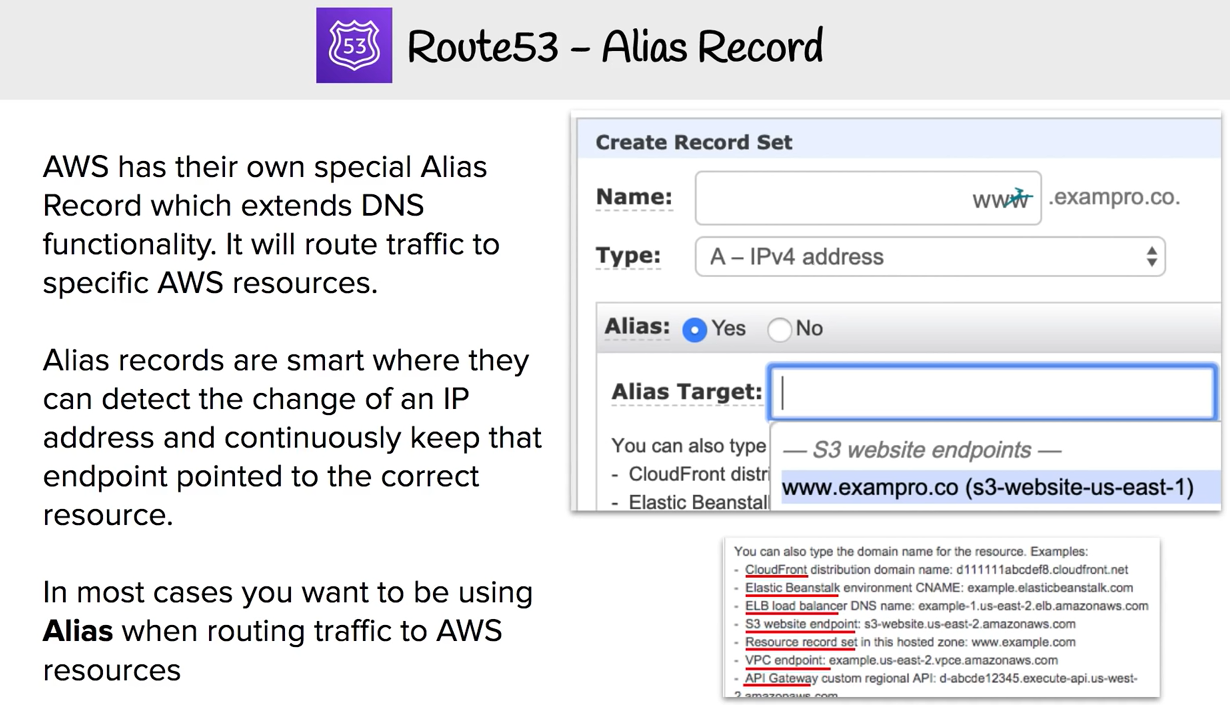 53
Route53 – Alias Record
AWS has their own special Alias
Record which extends DNS
functionality. It will route traffic to
specific AWS resources.
Alias records are smart where they
can detect the change of an IP
address and continuously keep that
endpoint pointed to the correct
resource.
In most cases you want to be using
Alias when routing traffic to AWS
resources
Create Record Set
Name: www .exampro.co.
Type: A – IPv4 address
Alias: Yes No
Alias Target:
You can also type
— S3 website endpoints —
- CloudFront distri
www.exampro.co (s3-website-us-east-1)
- Elastic Beanstal
You can also type the domain name for the resource. Examples:
- CloudFront distribution domain name: d111111abcdef8.cloudfront.net
- Elastic Beanstalk environment CNAME: example.elasticbeanstalk.com
- ELB load balancer DNS name: example-1.us-east-2.elb.amazonaws.com
- S3 website endpoint: s3-website.us-east-2.amazonaws.com
- Resource record set in this hosted zone: www.example.com
- VPC endpoint: example.us-east-2.vpce.amazonaws.com
- API Gateway custom regional API: d-abcde12345.execute-api.us-west-
2.amazonaws.com